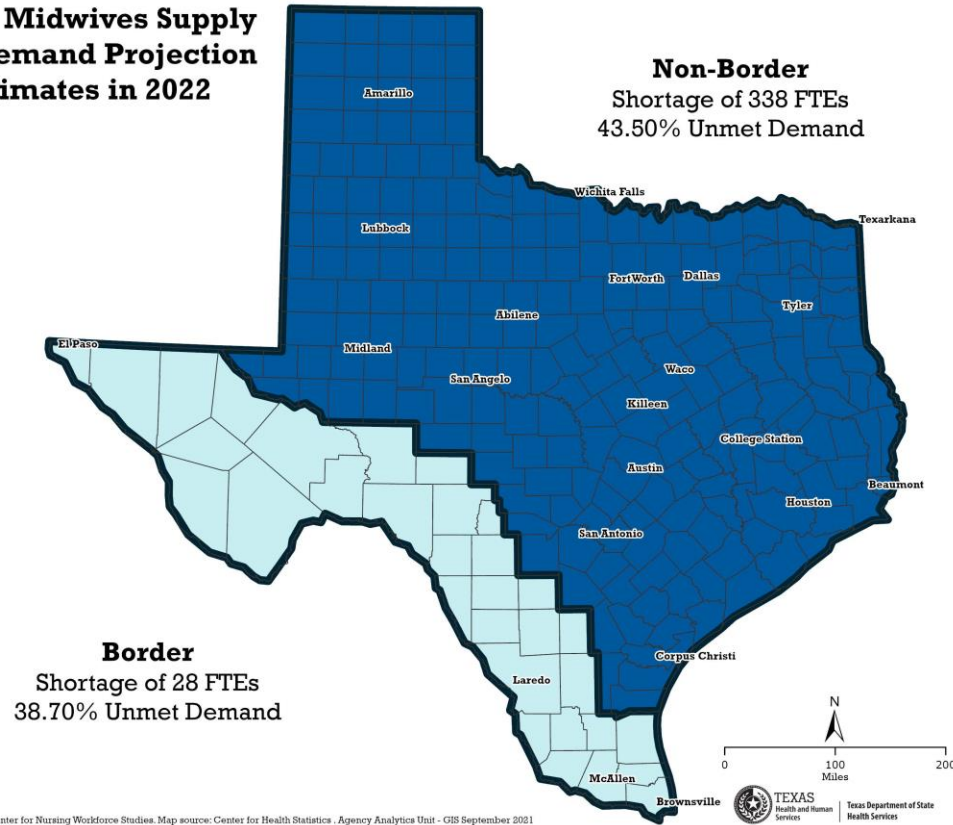 Midwives Supply
emand Projection
imates in 2022
Non-Border
Shortage of 338 FTEs
43.50% Unmet Demand
Amarillo
Wichita Falls
Texarkana
Lubbock
FortWorth
Dallas
Tyler
Abilene
El Paso
Midland
San Angelo
Waco
Killeen
College Station
Austin
Beaumont
Houston
San Antonio
Border
Shortage of 28 FTEs
38.70% Unmet Demand
Corpus Christi
Laredo
McAllen
Brownsville
N
0 100 200
Miles
TEXAS
Health and Human
Services
Texas Department of State
Health Services
nter for Nursing Workforce Studies. Map source: Center for Health Statistics . Agency Analytics Unit - GIS September 2021